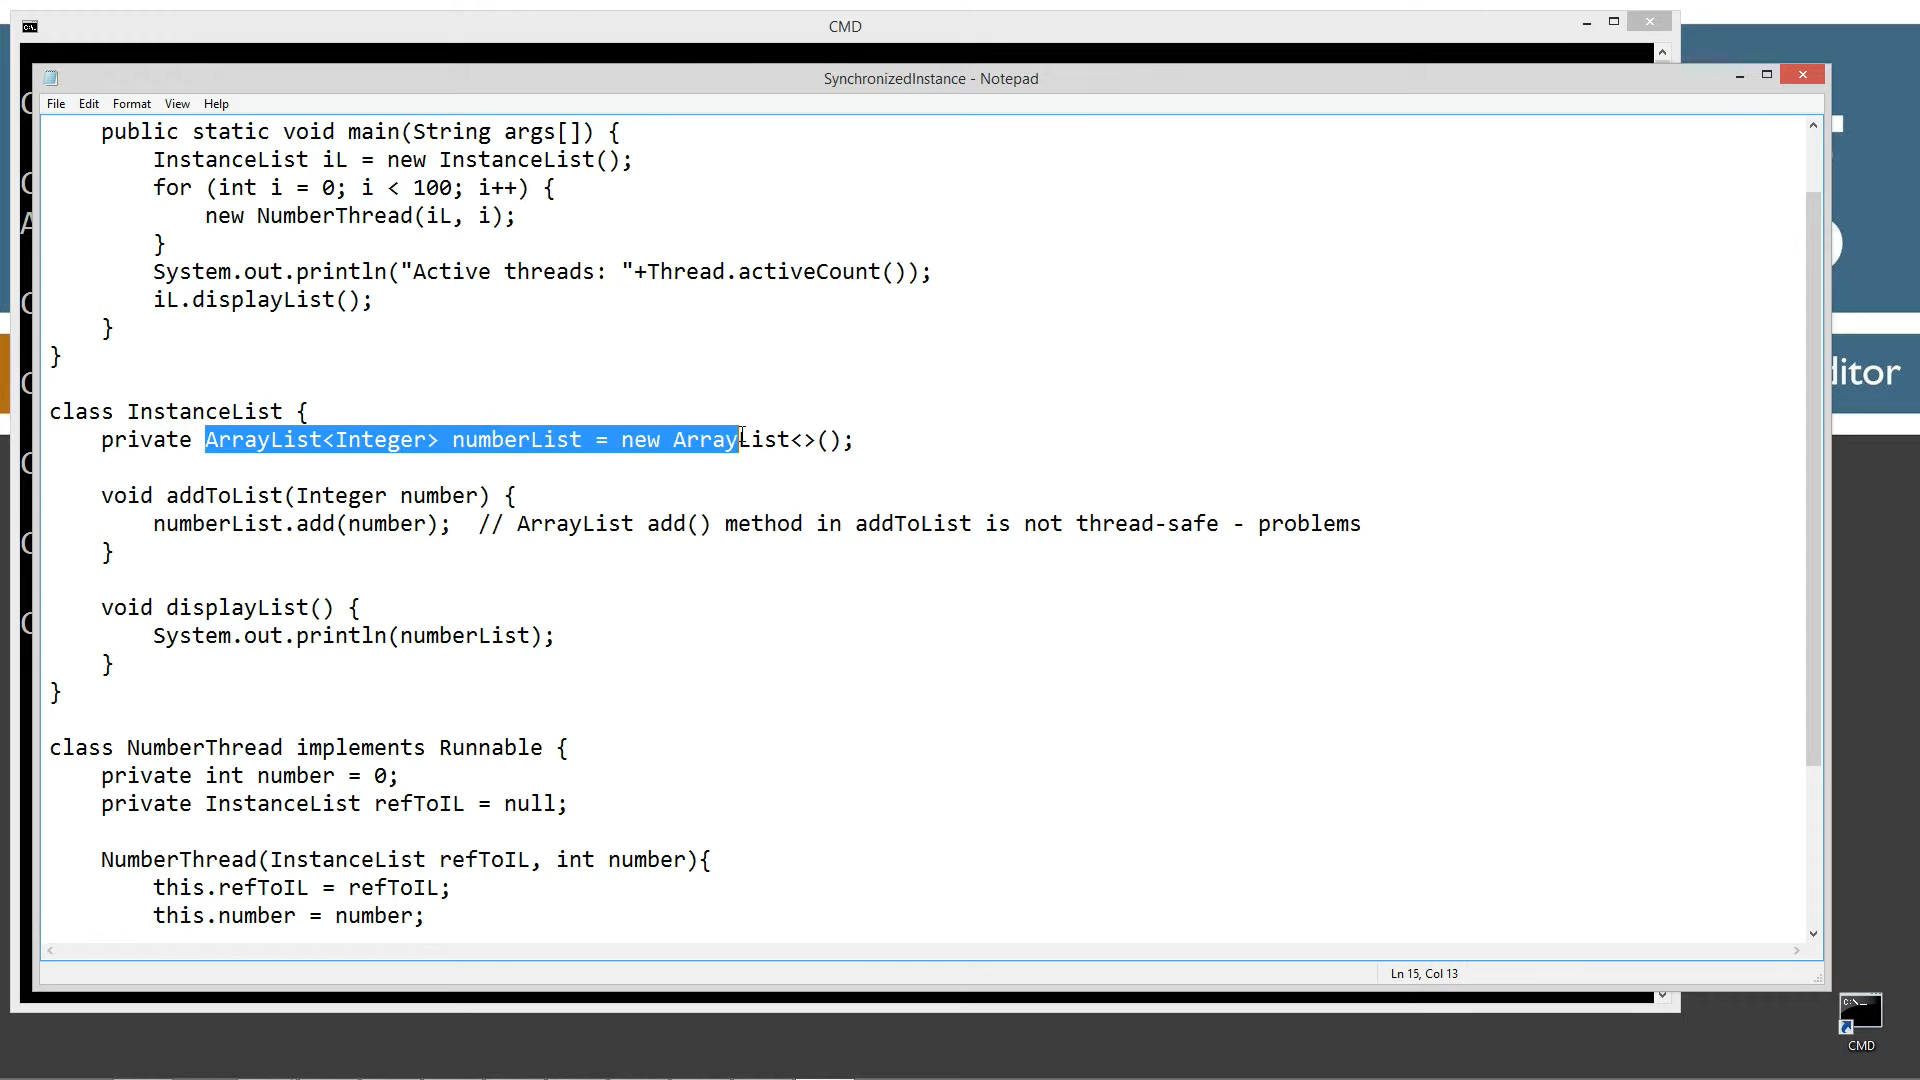 CMD
SynchronizedInstance - Notepad
File Edit Format View Help
public static void main(String args[]) {
InstanceList iL = new InstanceList();
for (int i = 0; i < 100; i++) {
new NumberThread(iL, i);
}
System.out.println("Active threads: "+Thread.activeCount());
iL.displayList();
}
}
class InstanceList {
private ArrayList<Integer> numberList = new ArrayList<>();
void addToList(Integer number) {
numberList.add(number);  // ArrayList add() method in addToList is not thread-safe - problems
}
void displayList() {
System.out.println(numberList);
}
}
class NumberThread implements Runnable {
private int number = 0;
private InstanceList refToIL = null;
NumberThread(InstanceList refToIL, int number){
this.refToIL = refToIL;
this.number = number;
Ln 15, Col 13
ditor
CMD